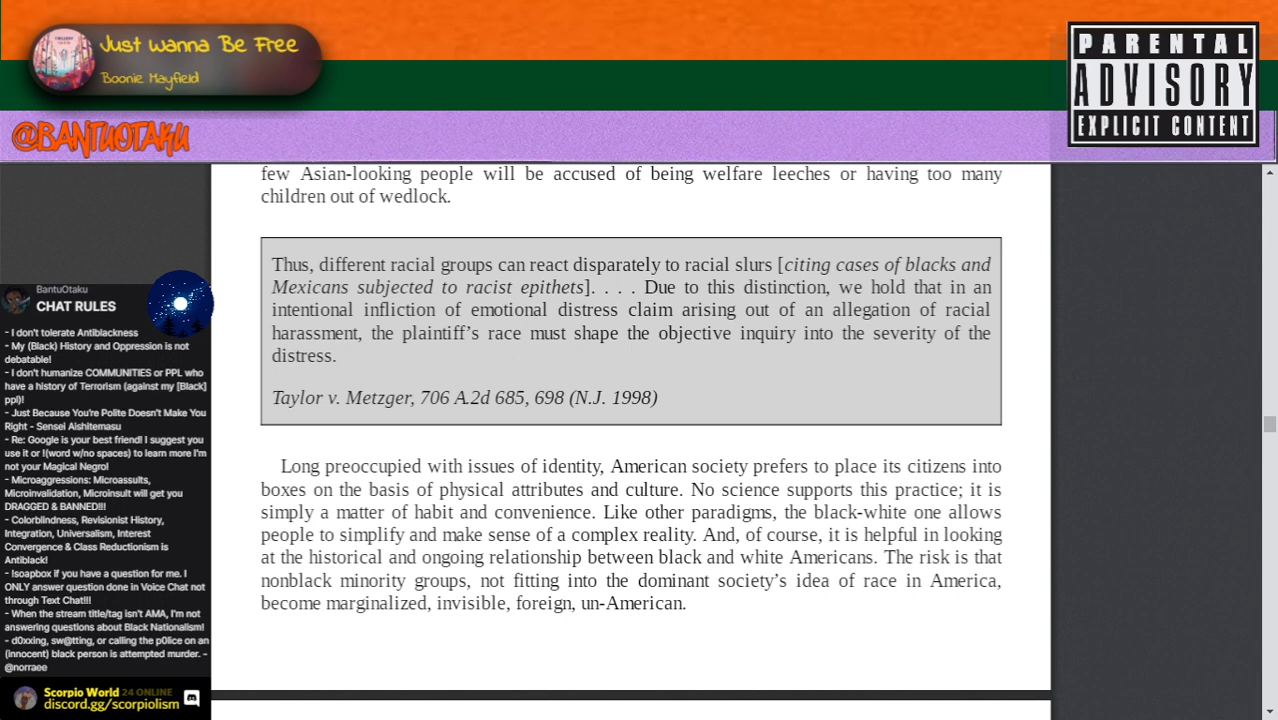 Just Wanna Be Free
Boonie Mayfield
PARENTAL
ADVISORY
EXPLICIT CONTENT
@BANTUOTAKU
few Asian-looking people will be accused of being welfare leeches or having too many
children out of wedlock.
Thus, different racial groups can react disparately to racial slurs [citing cases of blacks and
Mexicans subjected to racist epithets]. . . . Due to this distinction, we hold that in an
intentional infliction of emotional distress claim arising out of an allegation of racial
harassment, the plaintiff's race must shape the objective inquiry into the severity of the
distress.
Taylor v. Metzger, 706 A.2d 685, 698 (N.J. 1998)
Long preoccupied with issues of identity, American society prefers to place its citizens into
boxes on the basis of physical attributes and culture. No science supports this practice; it is
simply a matter of habit and convenience. Like other paradigms, the black-white one allows
people to simplify and make sense of a complex reality. And, of course, it is helpful in looking
at the historical and ongoing relationship between black and white Americans. The risk is that
nonblack minority groups, not fitting into the dominant society's idea of race in America,
become marginalized, invisible, foreign, un-American.
BantuOtaku
CHAT RULES
- I don't tolerate Antiblackness
- My (Black) History and Oppression is not
debatable!
- I don't humanize COMMUNITIES or PPL who
have a history of Terrorism (against my [Black]
ppl)!
- Just Because You're Polite Doesn't Make You
Right - Sensei Aishitemasu
- Re: Google is your best friend! I suggest you
use it or !(word w/no spaces) to learn more I'm
not your Magical Negro!
- Microaggressions: Microassults,
Microinvalidation, Microinsult will get you
DRAGGED & BANNED!!!
- Colorblindness, Revisionist History,
Integration, Universalism, Interest
Convergence & Class Reductionism is
Antiblack!
- !soapbox if you have a question for me. I
ONLY answer question done in Voice Chat not
through Text Chat!!!
- When the stream title/tag isn't AMA, I'm not
answering questions about Black Nationalism!
- d0xxing, sw@tting, or calling the p0lice on an
(innocent) black person is attempted murder. -
@norraee
Scorpio World 24 ONLINE
discord.gg/scorpiolism